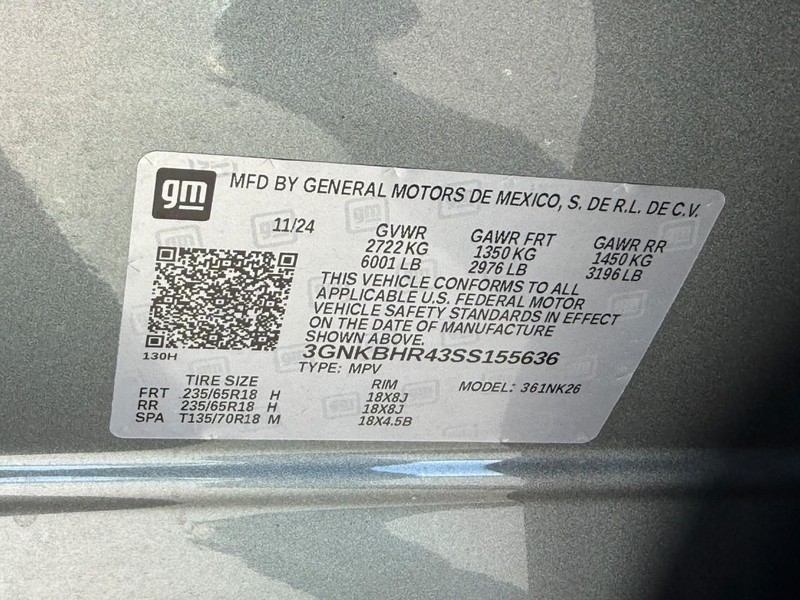 gm MFD BY GENERAL MOTORS DE MEXICO, S. DE R.L. DE C.V.
11/24 GVWR GAWR FRT GAWR RR
2722 KG 1350 KG 1450 KG
6001 LB 2976 LB 3196 LB
THIS VEHICLE CONFORMS TO ALL
APPLICABLE U.S. FEDERAL MOTOR
VEHICLE SAFETY STANDARDS IN EFFECT
ON THE DATE OF MANUFACTURE
SHOWN ABOVE.
130H 3GNKBHR43SS155636
TYPE: MPV
TIRE SIZE RIM MODEL: 361NK26
FRT 235/65R18 H 18X8J
RR 235/65R18 H 18X8J
SPA T135/70R18 M 18X4.5B